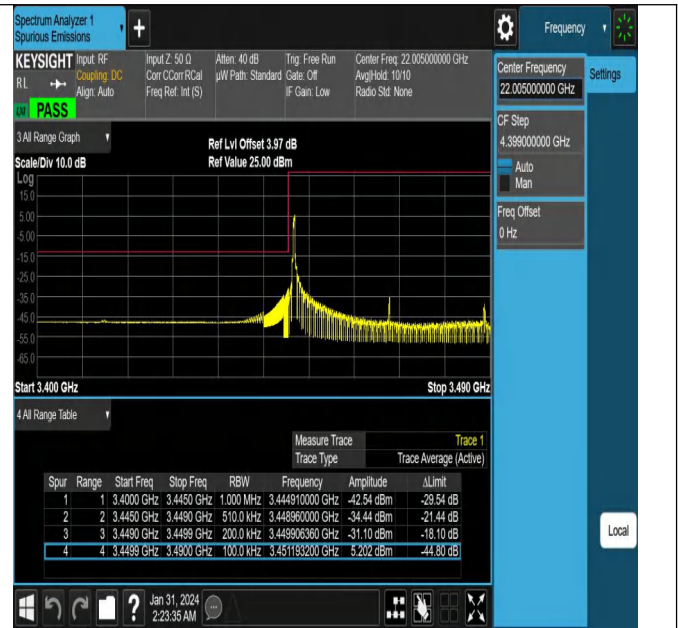 Spectrum Analyzer 1
Spurious Emissions
+
Frequency
KEYSIGHT Input: RF Input Z: 50 Ω Atten: 40 dB Trig: Free Run Center Freq: 22.005000000 GHz
RL Coupling: DC Corr CCorr RCal µW Path: Standard Gate: Off Avg|Hold: 10/10
Align: Auto Freq Ref: Int (S) IF Gain: Low Radio Std: None
PASS
Center Frequency
22.005000000 GHz
Settings
CF Step
4.399000000 GHz
Auto
Man
Freq Offset
0 Hz
3 All Range Graph
Ref Lvl Offset 3.97 dB
Scale/Div 10.0 dB Ref Value 25.00 dBm
Log
15.0
5.00
-5.00
-15.0
-25.0
-35.0
-45.0
-55.0
-65.0
Start 3.400 GHz Stop 3.490 GHz
4 All Range Table
Measure Trace Trace 1
Trace Type Trace Average (Active)
Spur Range Start Freq Stop Freq RBW Frequency Amplitude ΔLimit
1 1 3.4000 GHz 3.4450 GHz 1.000 MHz 3.444910000 GHz -42.54 dBm -29.54 dB
2 2 3.4450 GHz 3.4490 GHz 510.0 kHz 3.448960000 GHz -34.44 dBm -21.44 dB
3 3 3.4490 GHz 3.4499 GHz 200.0 kHz 3.449906360 GHz -31.10 dBm -18.10 dB
4 4 3.4499 GHz 3.4900 GHz 100.0 kHz 3.451193200 GHz 5.202 dBm -44.80 dB
Local
? Jan 31, 2024
2:23:35 AM